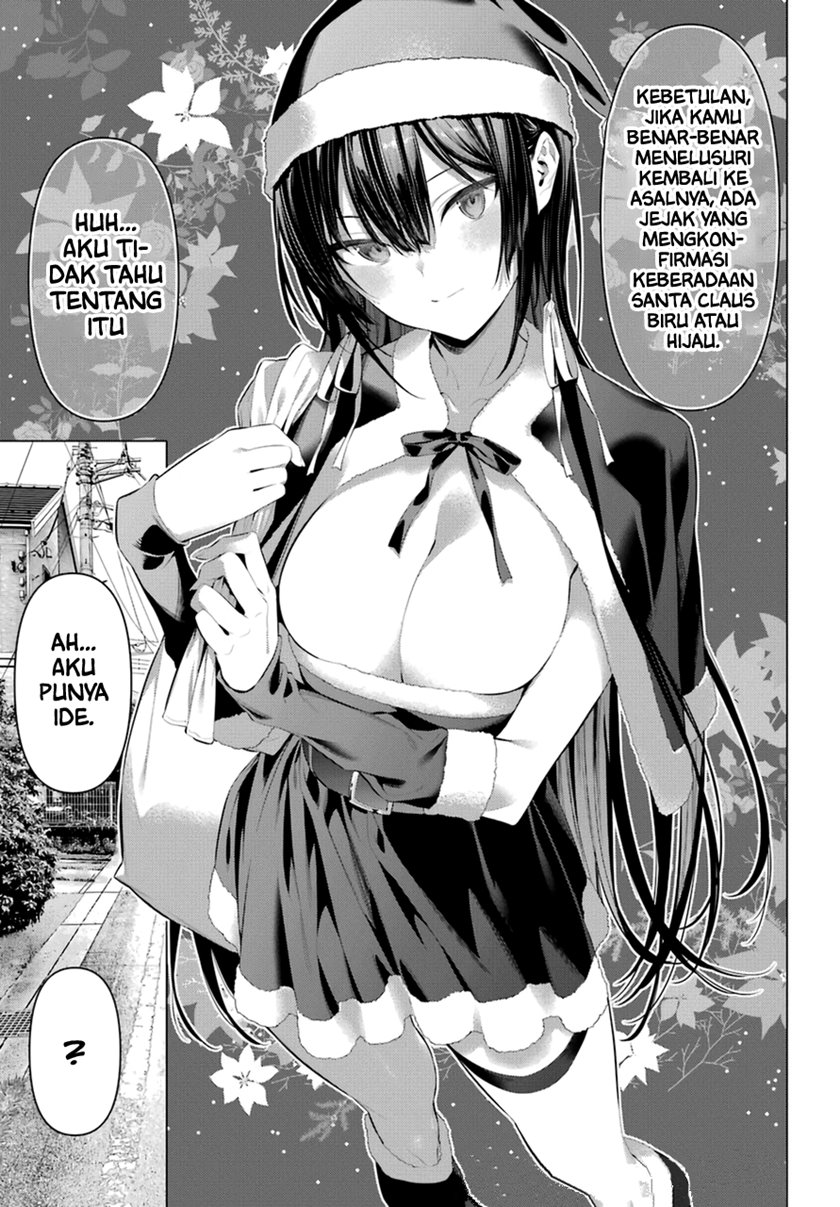 KEBETULAN,
JIKA KAMU
BENAR-BENAR
MENELUSURI
KEMBALI KE
ASALNYA, ADA
JEJAK YANG
MENGKON-
FIRMASI
KEBERADAAN
SANTA CLAUS
BIRU ATAU
HIJAU.
HUH...
AKU TI-
DAK TAHU
TENTANG
ITU
AH...
AKU
PUNYA
IDE.
?